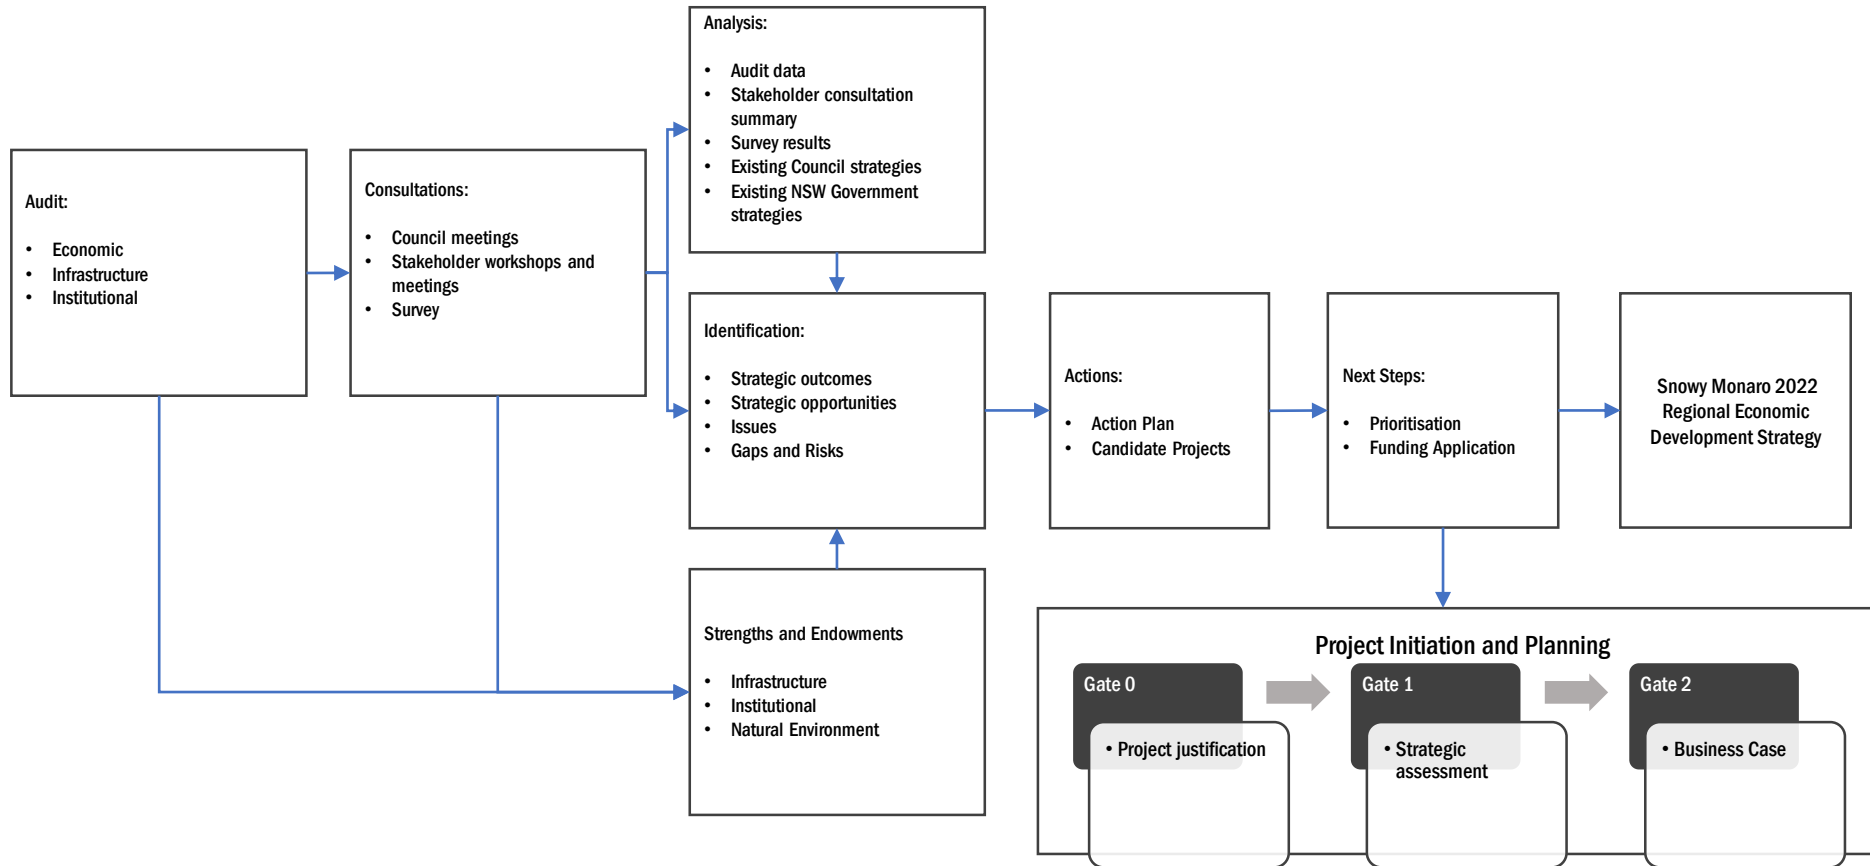 Audit:
• Economic
• Infrastructure
• Institutional
Consultations:
• Council meetings
• Stakeholder workshops and
meetings
• Survey
Analysis:
• Audit data
• Stakeholder consultation
summary
• Survey results
• Existing Council strategies
• Existing NSW Government
strategies
Identification:
• Strategic outcomes
• Strategic opportunities
• Issues
• Gaps and Risks
Strengths and Endowments
• Infrastructure
• Institutional
• Natural Environment
Actions:
• Action Plan
• Candidate Projects
Next Steps:
• Prioritisation
• Funding Application
Snowy Monaro 2022
Regional Economic
Development Strategy
Project Initiation and Planning
Gate 0
• Project justification
Gate 1
• Strategic
assessment
Gate 2
• Business Case